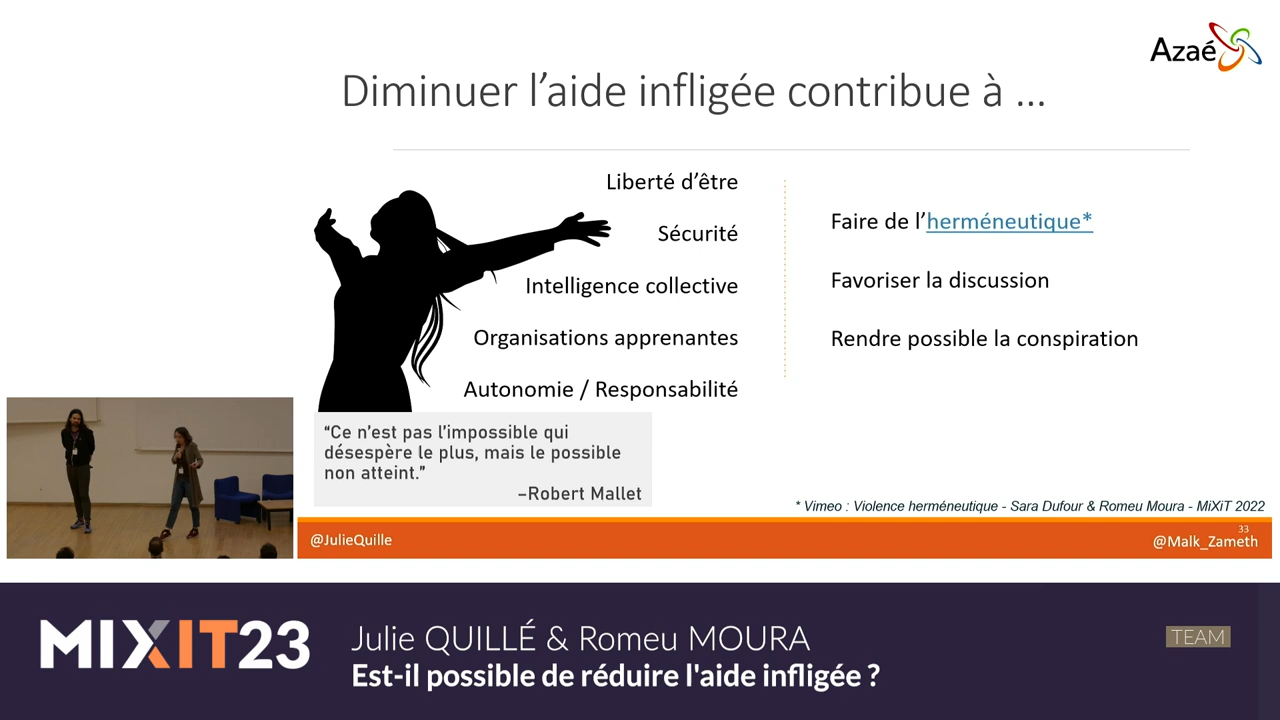 Azaé
Diminuer l’aide infligée contribue à ...
Liberté d’être
Sécurité
Intelligence collective
Organisations apprenantes
Autonomie / Responsabilité
Faire de l’herméneutique*
Favoriser la discussion
Rendre possible la conspiration
“Ce n’est pas l’impossible qui
désespère le plus, mais le possible
non atteint.”
–Robert Mallet
* Vimeo : Violence herméneutique - Sara Dufour & Romeu Moura - MiXiT 2022
33
@JulieQuille
@Malk_Zameth
MIXIT23
Julie QUILLÉ & Romeu MOURA
TEAM
Est-il possible de réduire l'aide infligée ?